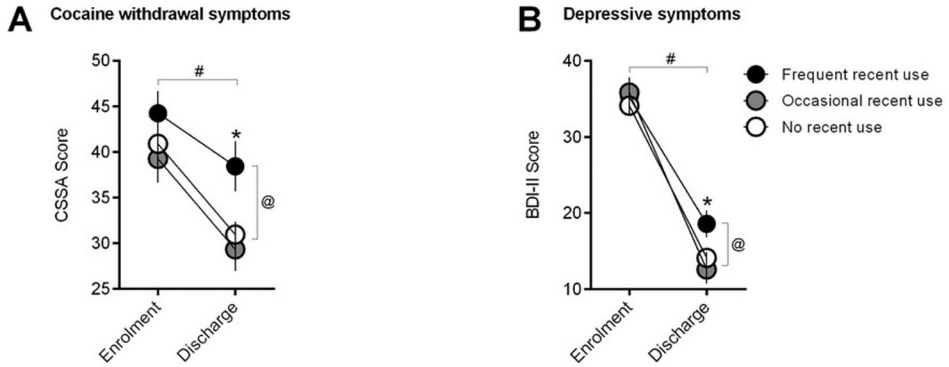 A Cocaine withdrawal symptoms
50
45
40
35
30
25
CSSA Score
#
*
@
Enrolment
Discharge
B Depressive symptoms
40
30
20
10
BDI-II Score
#
*
@
Enrolment
Discharge
Frequent recent use
Occasional recent use
No recent use